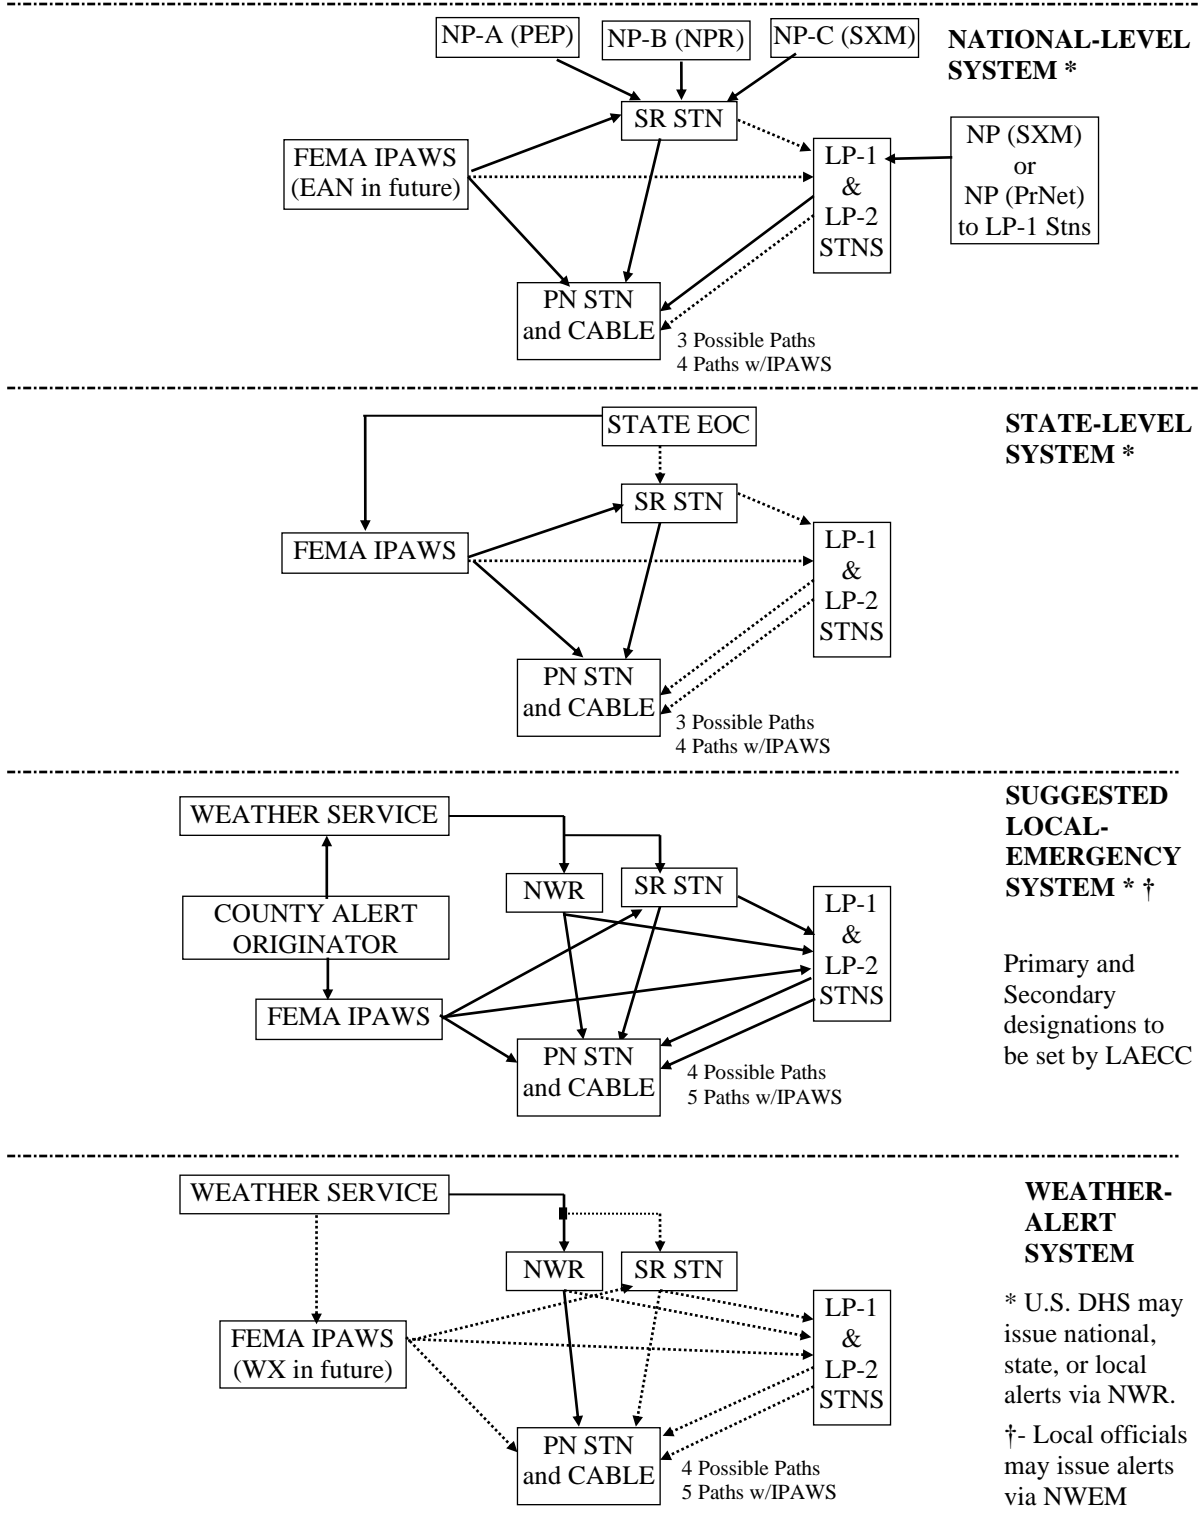 NP-A (PEP)
NP-B (NPR)
NP-C (SXM)
NATIONAL-LEVEL
SYSTEM *
SR STN
FEMA IPAWS
(EAN in future)
LP-1
&
LP-2
STNS
NP (SXM)
or
NP (PrNet)
to LP-1 Stns
PN STN
and CABLE
3 Possible Paths
4 Paths w/IPAWS
STATE EOC
STATE-LEVEL
SYSTEM *
SR STN
FEMA IPAWS
LP-1
&
LP-2
STNS
PN STN
and CABLE
3 Possible Paths
4 Paths w/IPAWS
WEATHER SERVICE
SUGGESTED
LOCAL-
EMERGENCY
SYSTEM * †
NWR
SR STN
COUNTY ALERT
ORIGINATOR
LP-1
&
LP-2
STNS
FEMA IPAWS
Primary and
Secondary
designations to
be set by LAECC
PN STN
and CABLE
4 Possible Paths
5 Paths w/IPAWS
WEATHER SERVICE
WEATHER-
ALERT
SYSTEM
NWR
SR STN
FEMA IPAWS
(WX in future)
LP-1
&
LP-2
STNS
* U.S. DHS may
issue national,
state, or local
alerts via NWR.
PN STN
and CABLE
4 Possible Paths
5 Paths w/IPAWS
†- Local officials
may issue alerts
via NWEM